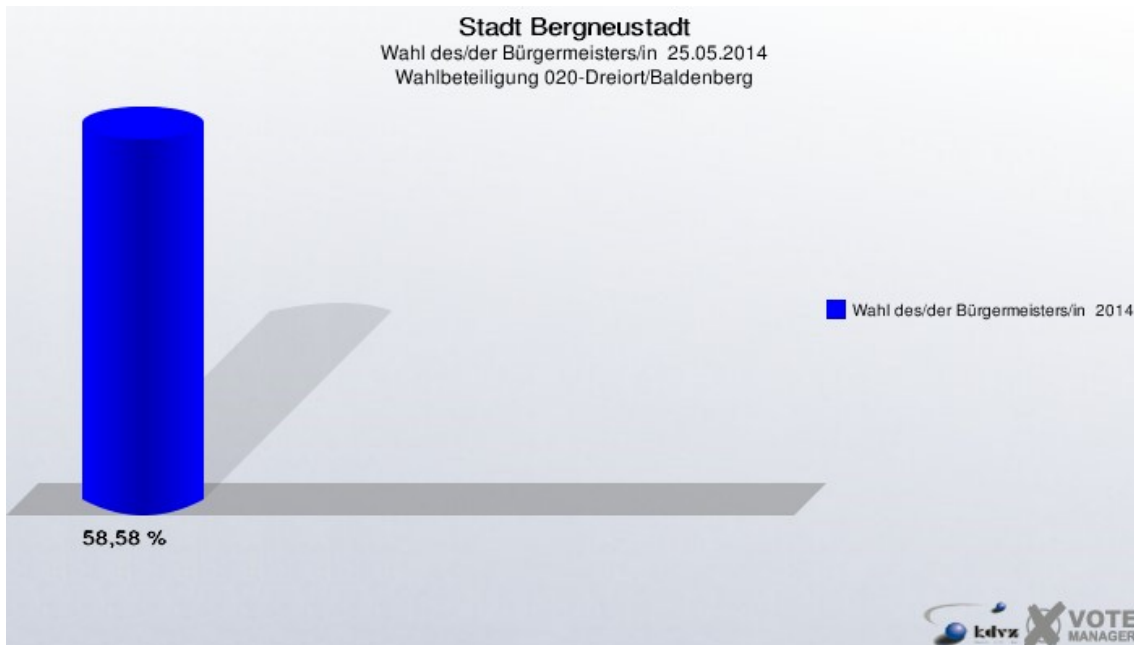 Stadt Bergneustadt
Wahl des/der Bürgermeisters/in 25.05.2014
Wahlbeteiligung 020-Dreiort/Baldenberg
Wahl des/der Bürgermeisters/in 2014
58,58 %
kdvz
VOTE
MANAGER